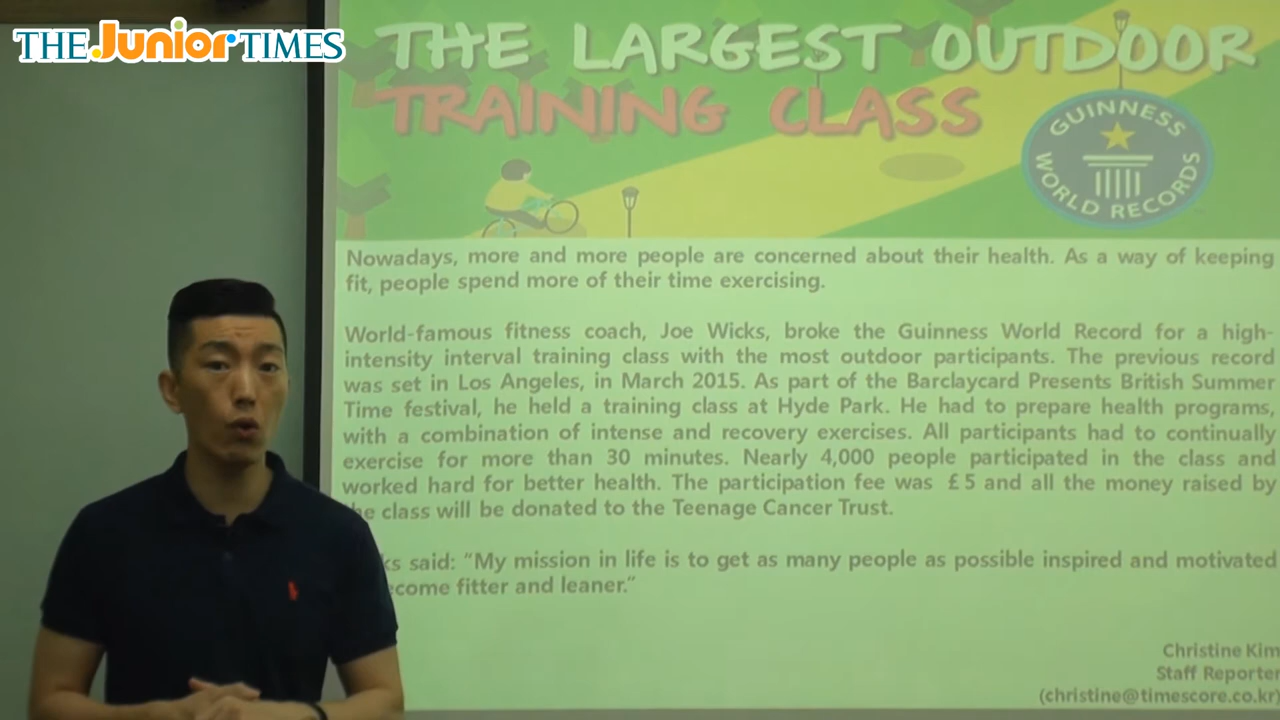 THE Junior TIMES
THE LARGEST OUTDOOR
TRAINING CLASS
GUINNESS
WORLD RECORDS
Nowadays, more and more people are concerned about their health. As a way of keeping
fit, people spend more of their time exercising.
World-famous fitness coach, Joe Wicks, broke the Guinness World Record for a high-
intensity interval training class with the most outdoor participants. The previous record
was set in Los Angeles, in March 2015. As part of the Barclaycard Presents British Summer
Time festival, he held a training class at Hyde Park. He had to prepare health programs,
with a combination of intense and recovery exercises. All participants had to continually
exercise for more than 30 minutes. Nearly 4,000 people participated in the class and
worked hard for better health. The participation fee was £5 and all the money raised by
he class will be donated to the Teenage Cancer Trust.
ks said: “My mission in life is to get as many people as possible inspired and motivated
ecome fitter and leaner.”
Christine Kim
Staff Reporter
(christine@timescore.co.kr)